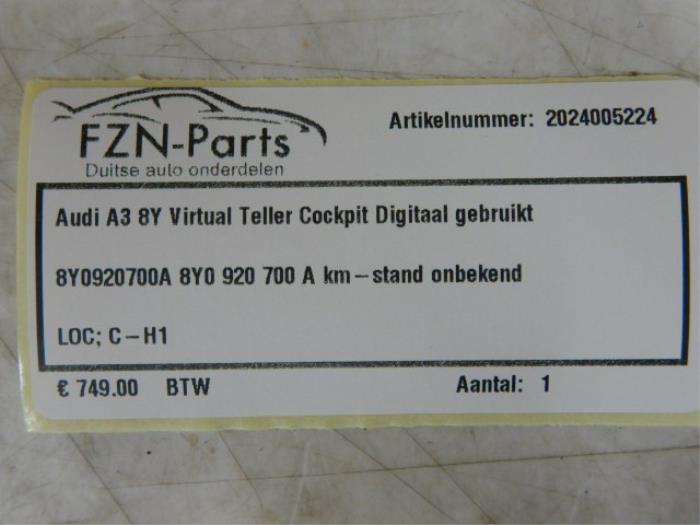 FZN-Parts
Duitse auto onderdelen
Artikelnummer: 2024005224
Audi A3 8Y Virtual Teller Cockpit Digitaal gebruikt
8Y0920700A 8Y0 920 700 A km-stand onbekend
LOC; C-H1
€ 749.00 BTW Aantal: 1